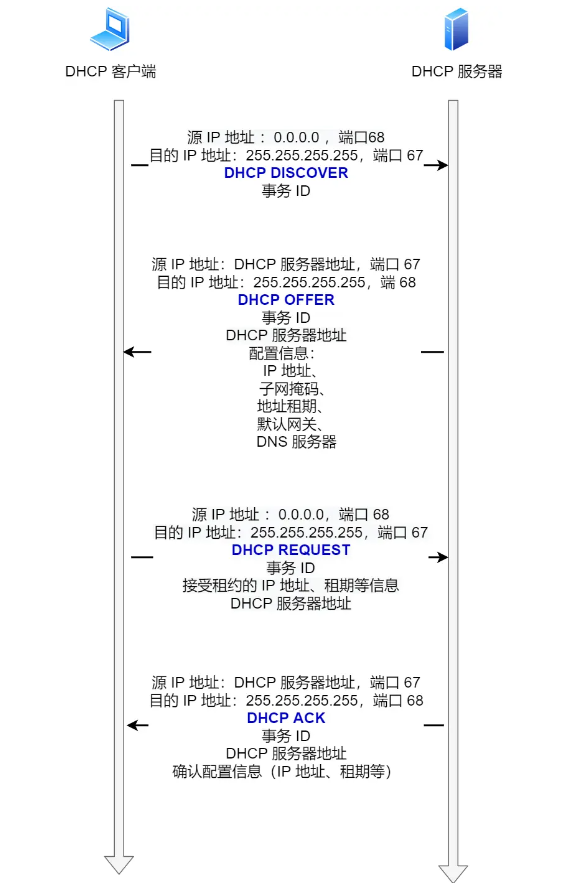 DHCP 客户端
DHCP 服务器
源 IP 地址 ：0.0.0.0 ，端口68
目的 IP 地址：255.255.255.255，端口 67
DHCP DISCOVER
事务 ID
源 IP 地址：DHCP 服务器地址，端口 67
目的 IP 地址：255.255.255.255，端 68
DHCP OFFER
事务 ID
DHCP 服务器地址
配置信息：
IP 地址、
子网掩码、
地址租期、
默认网关、
DNS 服务器
源 IP 地址 ：0.0.0.0，端口 68
目的 IP 地址：255.255.255.255，端口 67
DHCP REQUEST
事务 ID
接受租约的 IP 地址、租期等信息
DHCP 服务器地址
源 IP 地址：DHCP 服务器地址，端口 67
目的 IP 地址：255.255.255.255，端口 68
DHCP ACK
事务 ID
DHCP 服务器地址
确认配置信息（IP 地址、租期等）